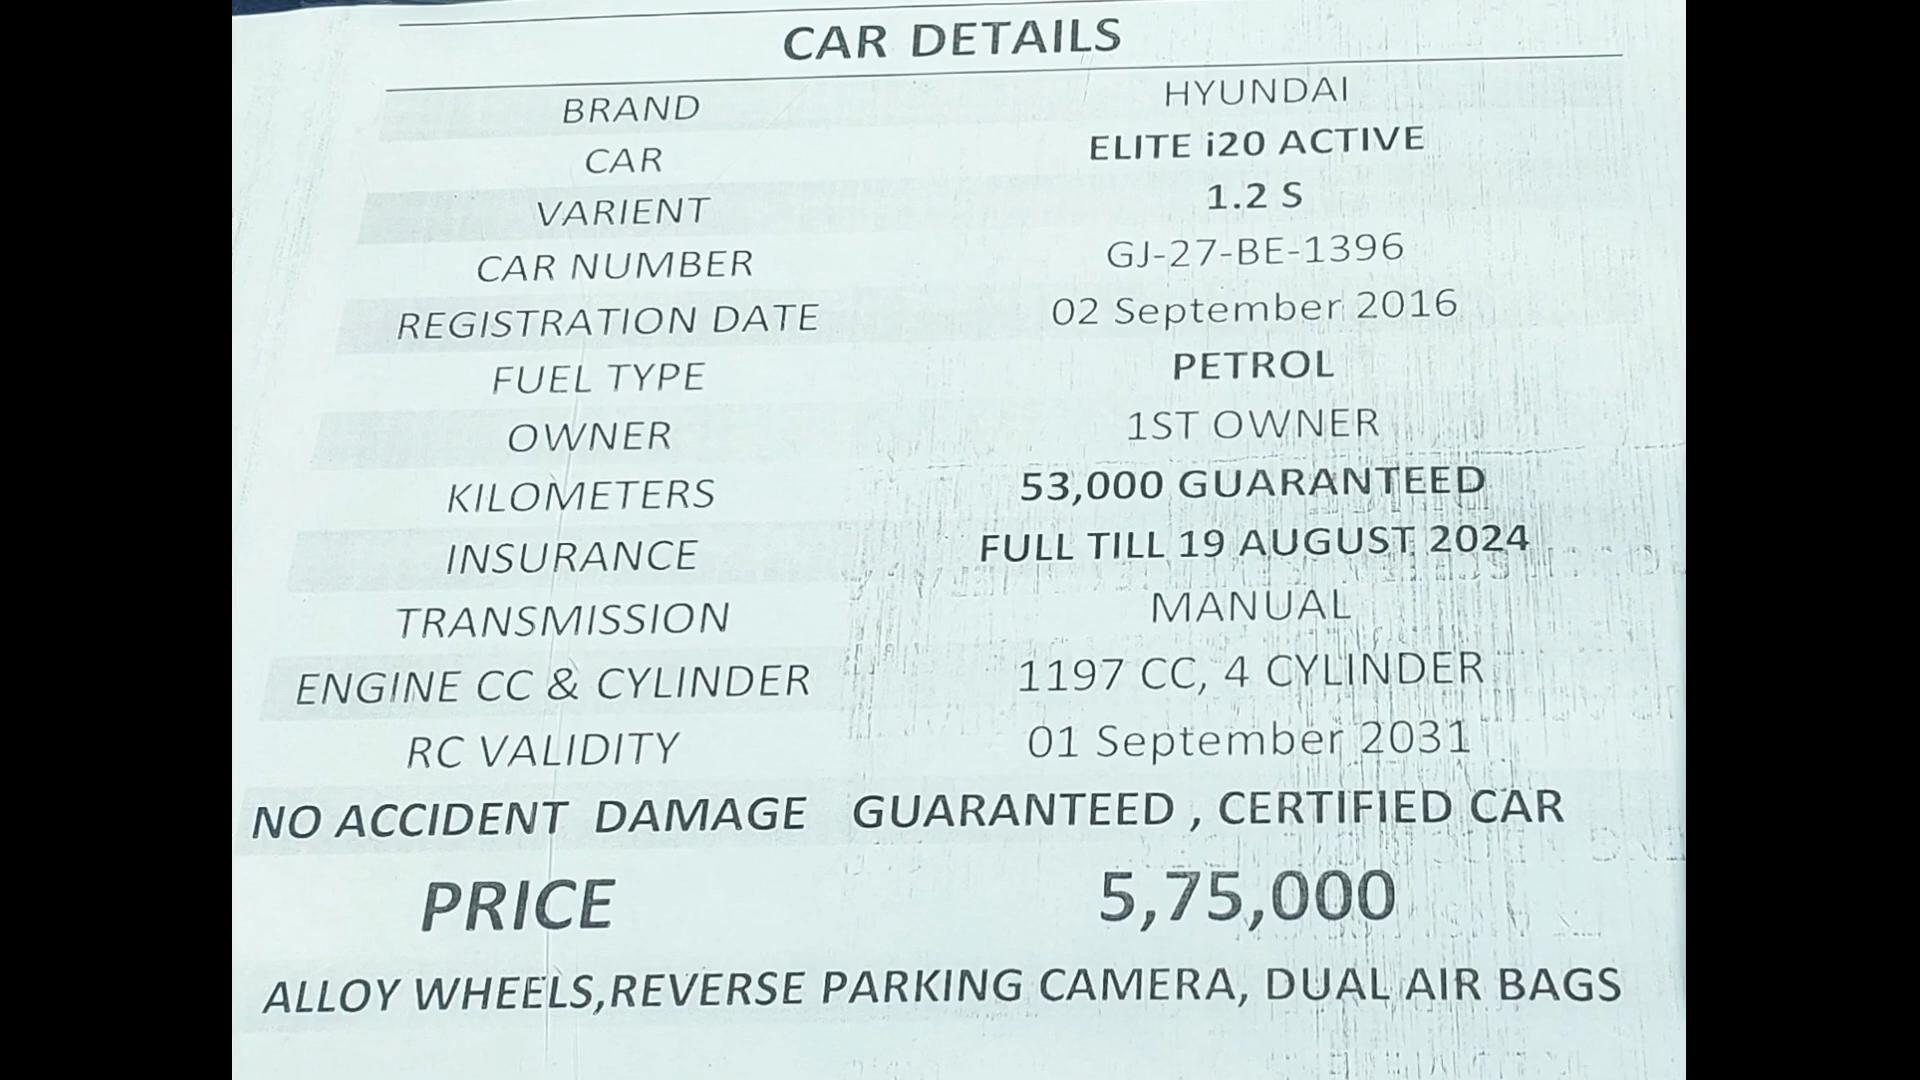 CAR DETAILS
BRAND HYUNDAI
CAR ELITE i20 ACTIVE
VARIENT 1.2 S
CAR NUMBER GJ-27-BE-1396
REGISTRATION DATE 02 September 2016
FUEL TYPE PETROL
OWNER 1ST OWNER
KILOMETERS 53,000 GUARANTEED
INSURANCE FULL TILL 19 AUGUST 2024
TRANSMISSION MANUAL
ENGINE CC & CYLINDER 1197 CC, 4 CYLINDER
RC VALIDITY 01 September 2031
NO ACCIDENT DAMAGE GUARANTEED , CERTIFIED CAR
PRICE 5,75,000
ALLOY WHEELS,REVERSE PARKING CAMERA, DUAL AIR BAGS